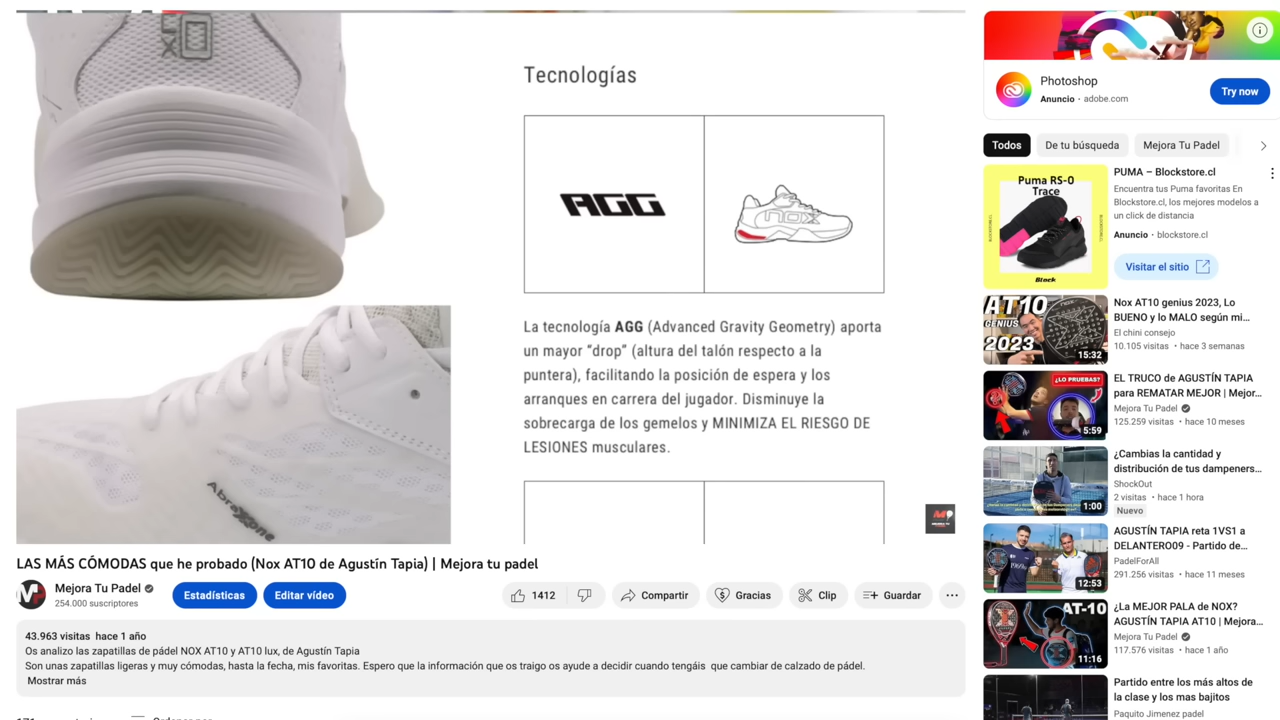 Tecnologías
AGG
nox
La tecnología AGG (Advanced Gravity Geometry) aporta
un mayor “drop” (altura del talón respecto a la
puntera), facilitando la posición de espera y los
arranques en carrera del jugador. Disminuye la
sobrecarga de los gemelos y MINIMIZA EL RIESGO DE
LESIONES musculares.
LAS MÁS CÓMODAS que he probado (Nox AT10 de Agustín Tapia) | Mejora tu padel
Mejora Tu Padel
254.000 suscriptores
Estadísticas
Editar vídeo
1412
Compartir
Gracias
Clip
Guardar
43.963 visitas hace 1 año
Os analizo las zapatillas de pádel NOX AT10 y AT10 lux, de Agustín Tapia
Son unas zapatillas ligeras y muy cómodas, hasta la fecha, mis favoritas. Espero que la información que os traigo os ayude a decidir cuando tengáis que cambiar de calzado de pádel.
Mostrar más
Photoshop
Anuncio · adobe.com
Try now
Todos
De tu búsqueda
Mejora Tu Padel
Puma RS-0
Trace
Block
PUMA – Blockstore.cl
Encuentra tus Puma favoritas En
Blockstore.cl, los mejores modelos a
un click de distancia
Anuncio · blockstore.cl
Visitar el sitio
AT10
GENIUS
2023
15:32
Nox AT10 genius 2023, Lo
BUENO y lo MALO según mi...
El chini consejo
10.105 visitas · hace 3 semanas
¿LO PRUEBAS?
5:59
EL TRUCO de AGUSTÍN TAPIA
para REMATAR MEJOR | Mejor...
Mejora Tu Padel
125.259 visitas · hace 10 meses
1:00
¿Cambias la cantidad y
distribución de tus dampeners...
ShockOut
2 visitas · hace 1 hora
Nuevo
12:53
AGUSTÍN TAPIA reta 1VS1 a
DELANTERO09 - Partido de...
PadelForAll
291.256 visitas · hace 11 meses
AT-10
11:16
¿La MEJOR PALA de NOX?
AGUSTÍN TAPIA AT10 | Mejora...
Mejora Tu Padel
117.576 visitas · hace 1 año
Partido entre los más altos de
la clase y los mas bajitos
Paquito Jimenez padel